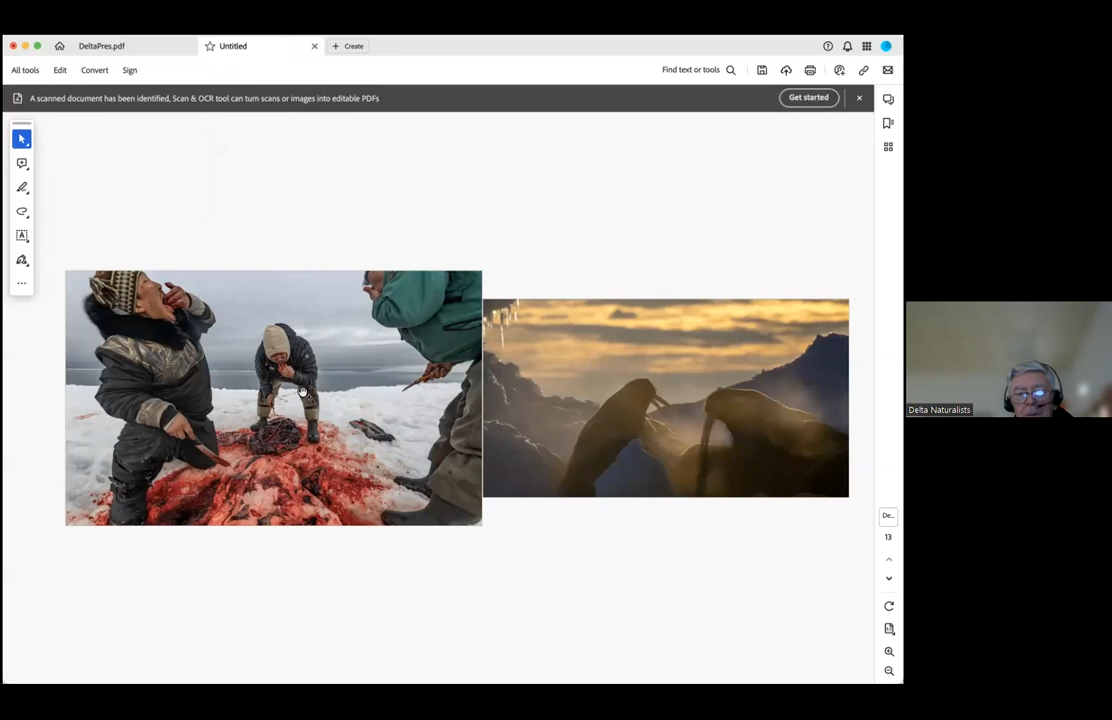 DeltaPres.pdf
Untitled
Create
All tools
Edit
Convert
Sign
Find text or tools
A scanned document has been identified, Scan & OCR tool can turn scans or images into editable PDFs
Get started
Delta Naturalists
De...
13